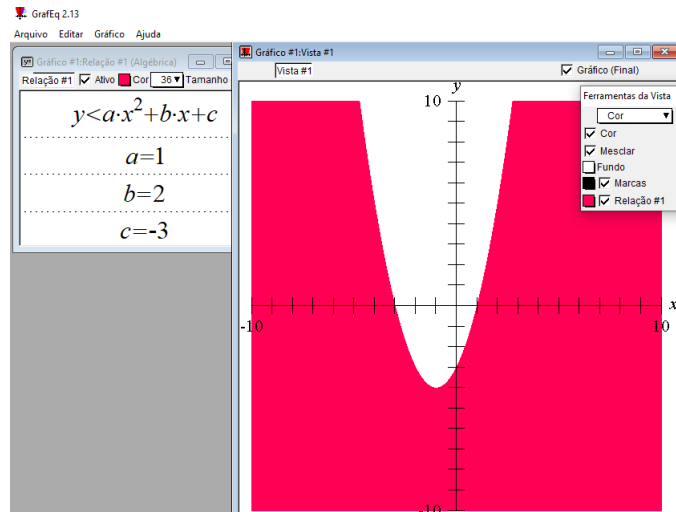 GrafEq 2.13
Arquivo Editar Gráfico Ajuda
Gráfico #1:Relação #1 (Algébrica)
Relação #1 Ativo Cor 36 Tamanho
y<a·x²+b·x+c
a=1
b=2
c=-3
Gráfico #1:Vista #1
Vista #1 Gráfico (Final)
Ferramentas da Vista
Cor
Cor
Mesclar
Fundo
Marcas
Relação #1
y
10
x
-10 10
-10